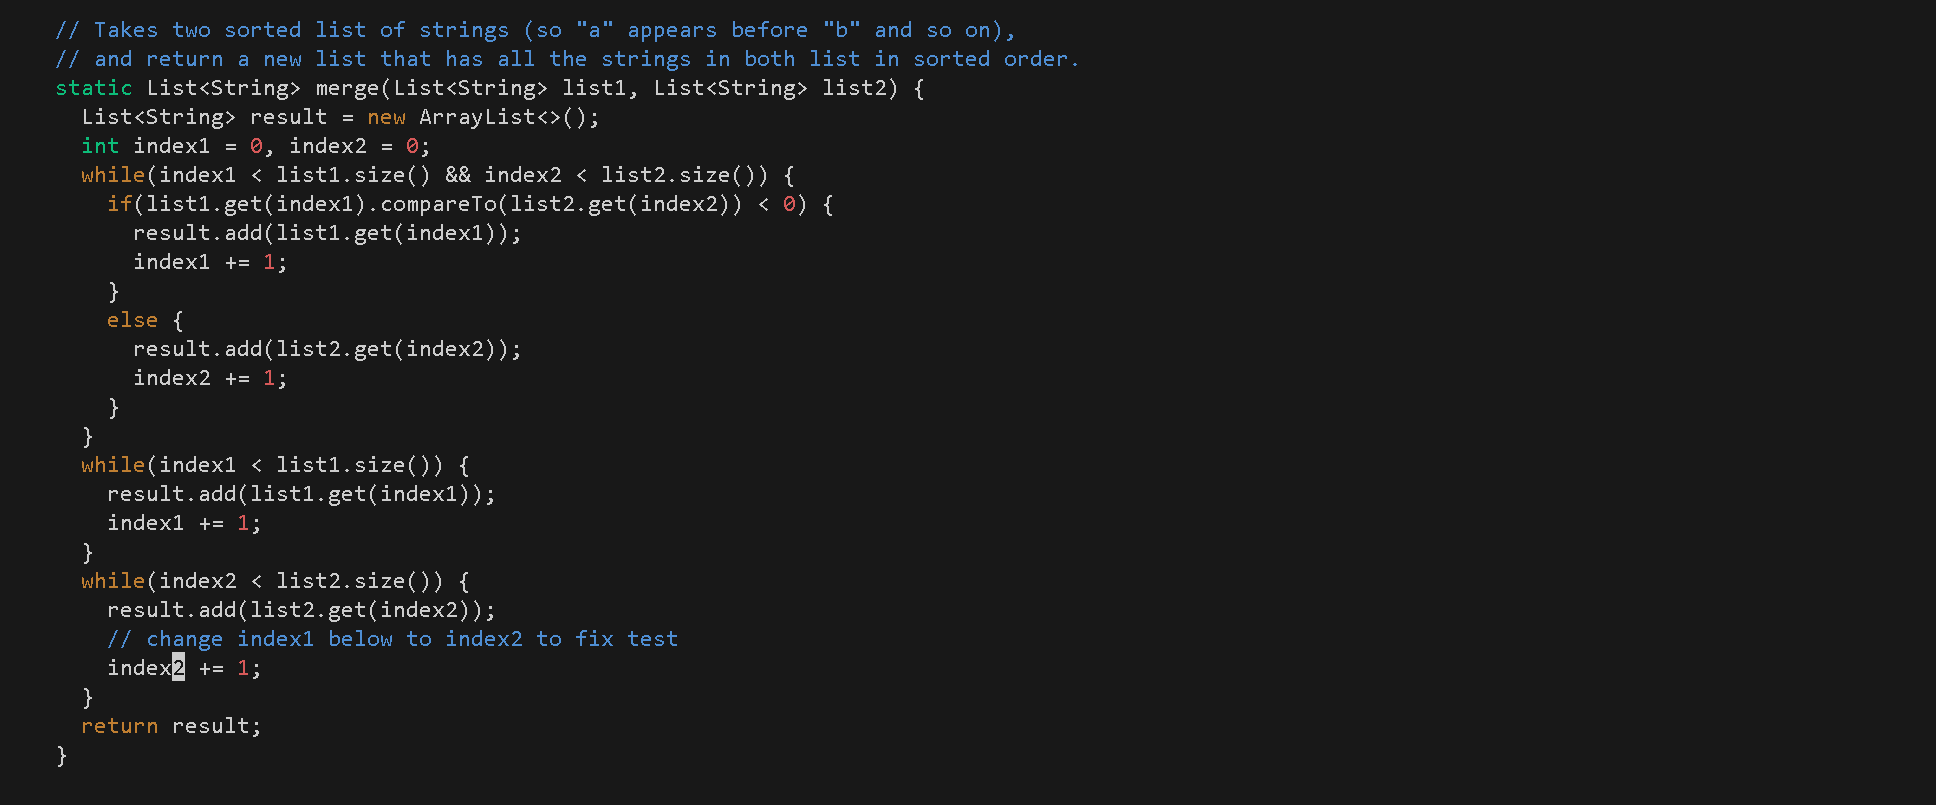 // Takes two sorted list of strings (so "a" appears before "b" and so on),
// and return a new list that has all the strings in both list in sorted order.
static List<String> merge(List<String> list1, List<String> list2) {
  List<String> result = new ArrayList<>();
  int index1 = 0, index2 = 0;
  while(index1 < list1.size() && index2 < list2.size()) {
    if(list1.get(index1).compareTo(list2.get(index2)) < 0) {
      result.add(list1.get(index1));
      index1 += 1;
    }
    else {
      result.add(list2.get(index2));
      index2 += 1;
    }
  }
  while(index1 < list1.size()) {
    result.add(list1.get(index1));
    index1 += 1;
  }
  while(index2 < list2.size()) {
    result.add(list2.get(index2));
    // change index1 below to index2 to fix test
    index2 += 1;
  }
  return result;
}